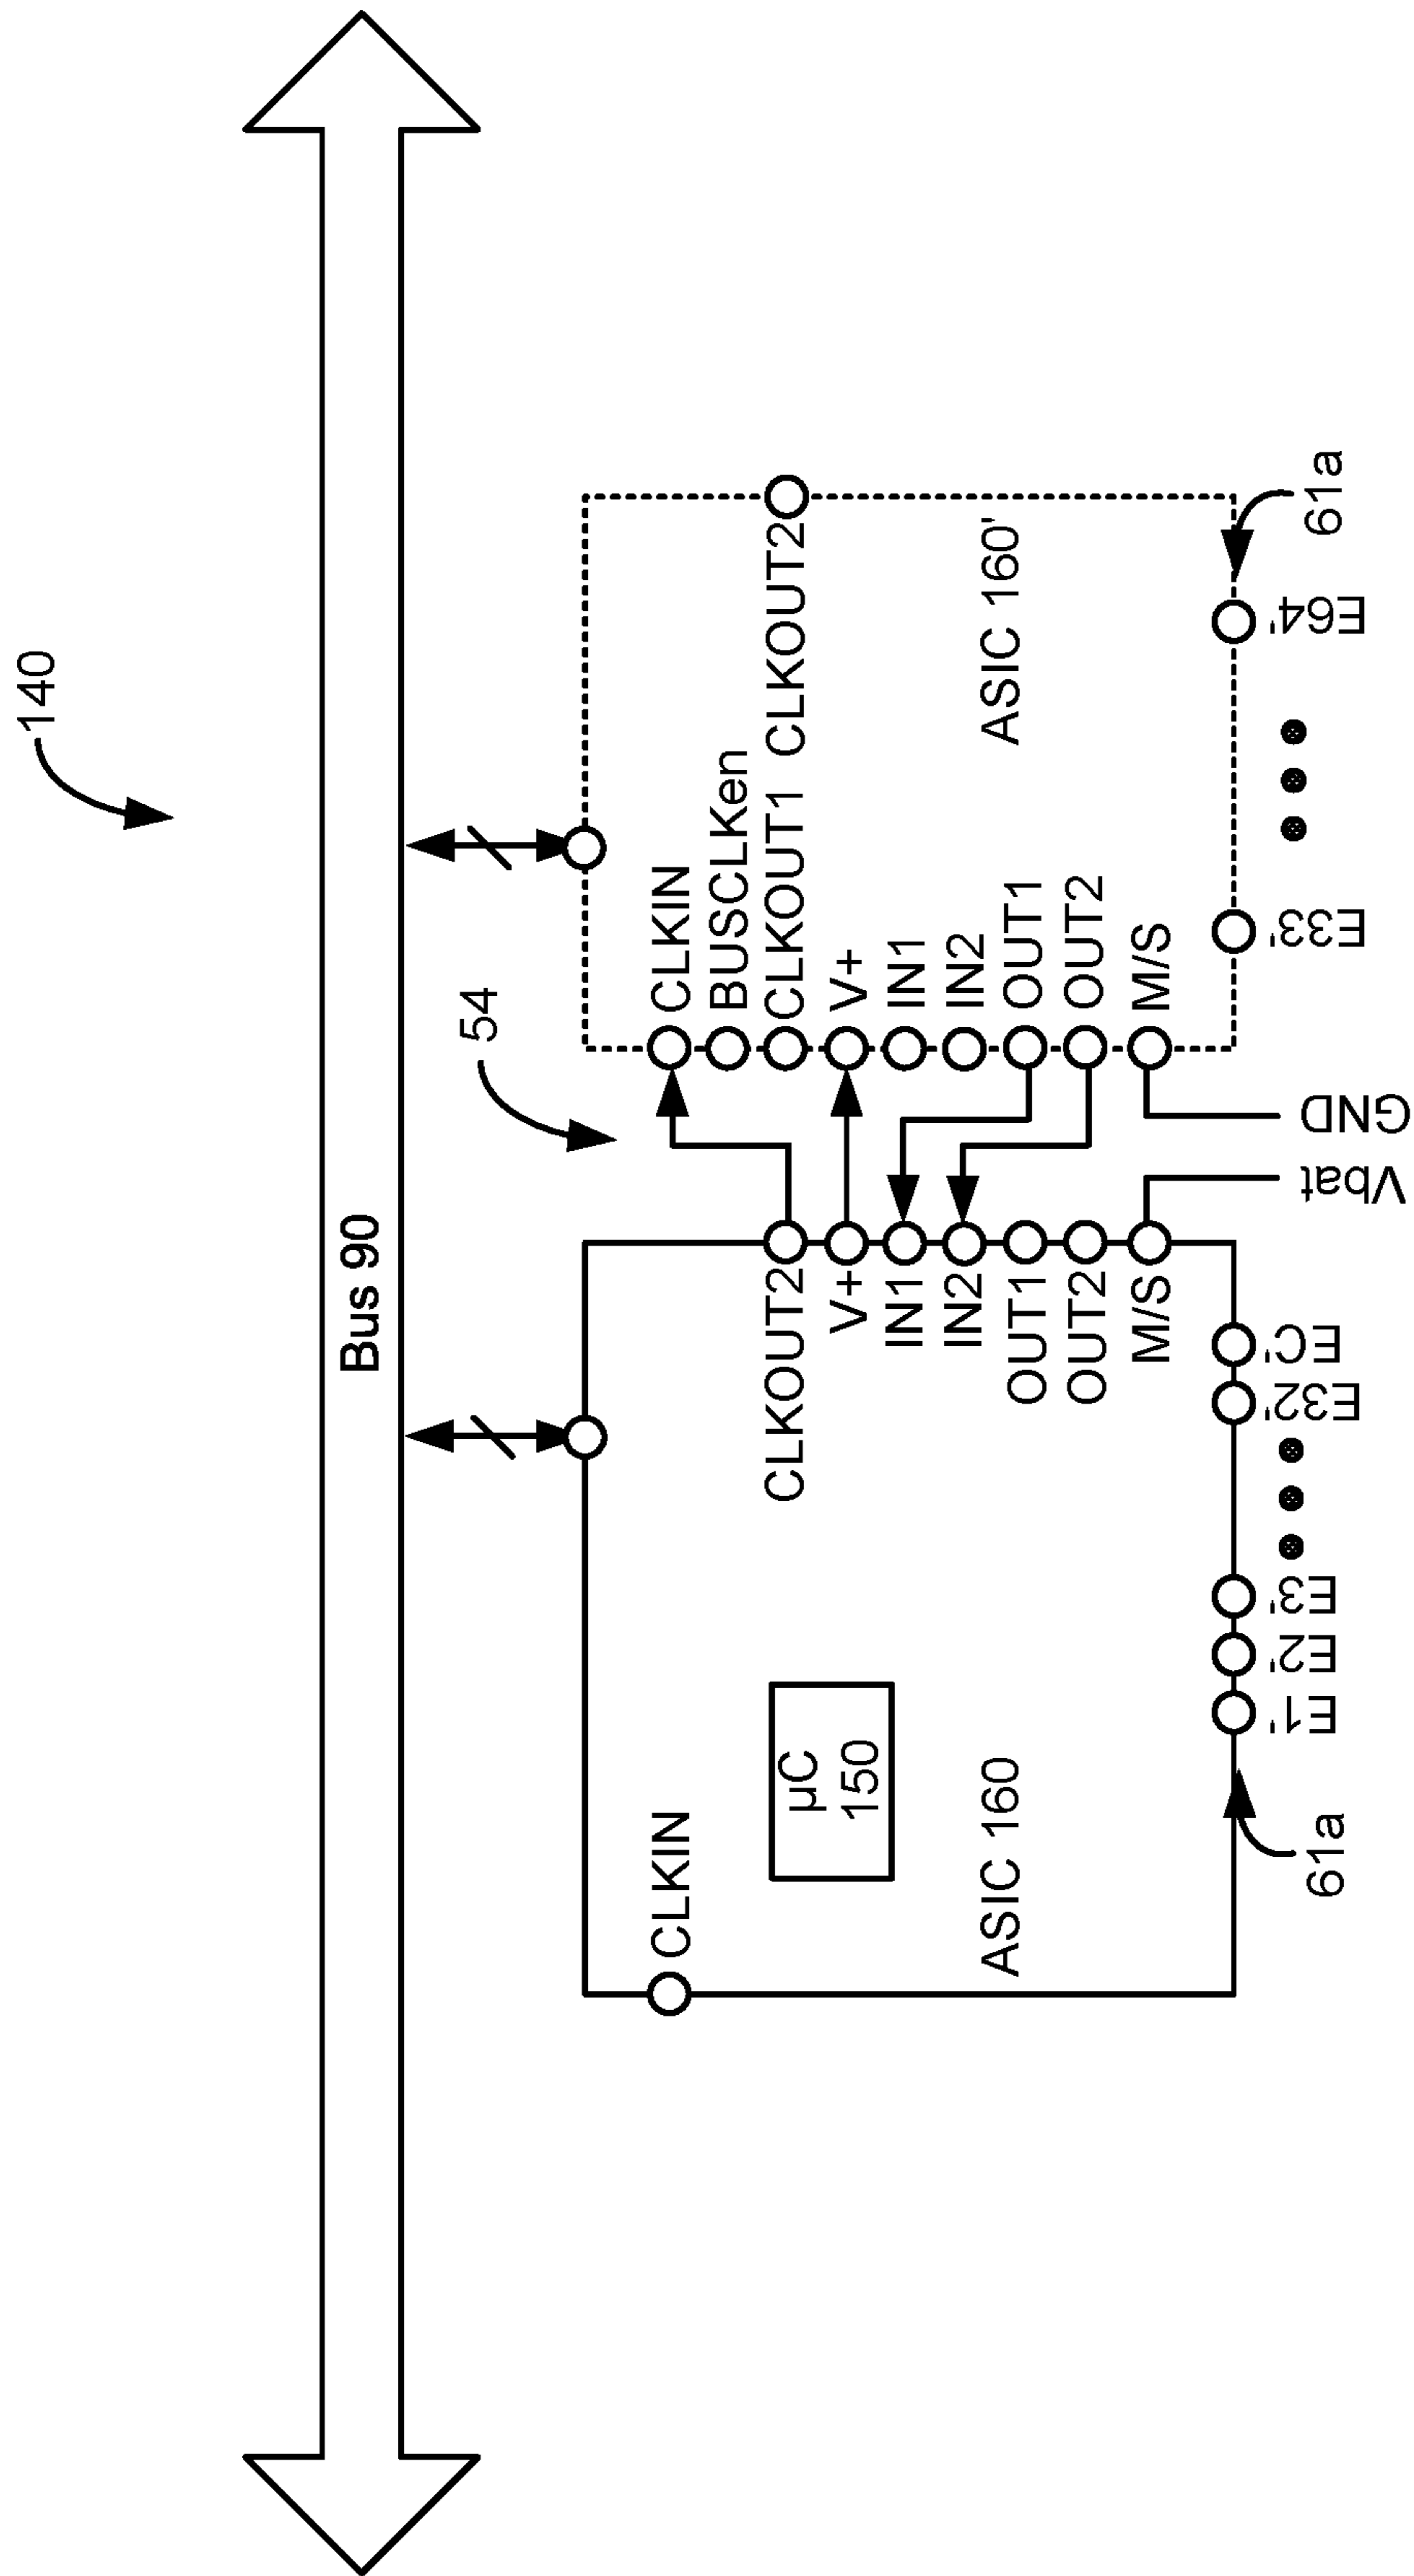 140
Bus 90
54
CLKIN
µC
150
ASIC 160
CLKOUT2
V+
IN1
IN2
OUT1
OUT2
M/S
CLKIN
BUSCLKen
CLKOUT1 CLKOUT2
V+
IN1
IN2
OUT1
OUT2
M/S
ASIC 160'
61a
E1'
E2'
E3'
E32'
EC'
Vbat
GND
E33'
E64'
61a